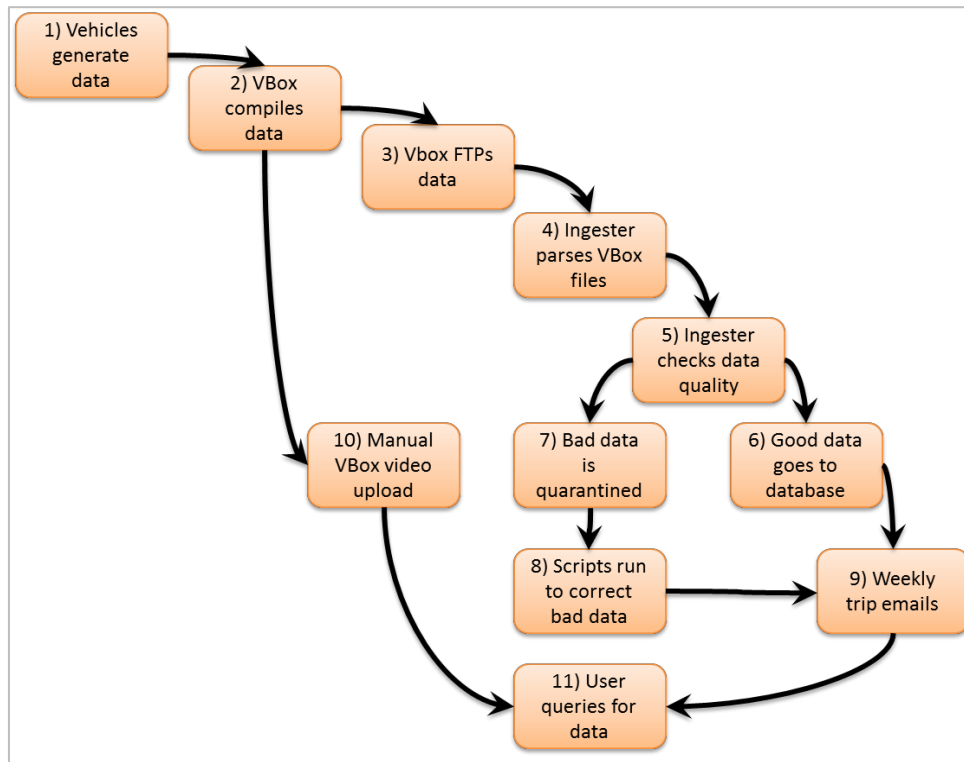 1) Vehicles
generate
data
2) VBox
compiles
data
3) Vbox FTPs
data
4) Ingester
parses VBox
files
5) Ingester
checks data
quality
10) Manual
VBox video
upload
7) Bad data
is
quarantined
6) Good data
goes to
database
8) Scripts run
to correct
bad data
9) Weekly
trip emails
11) User
queries for
data